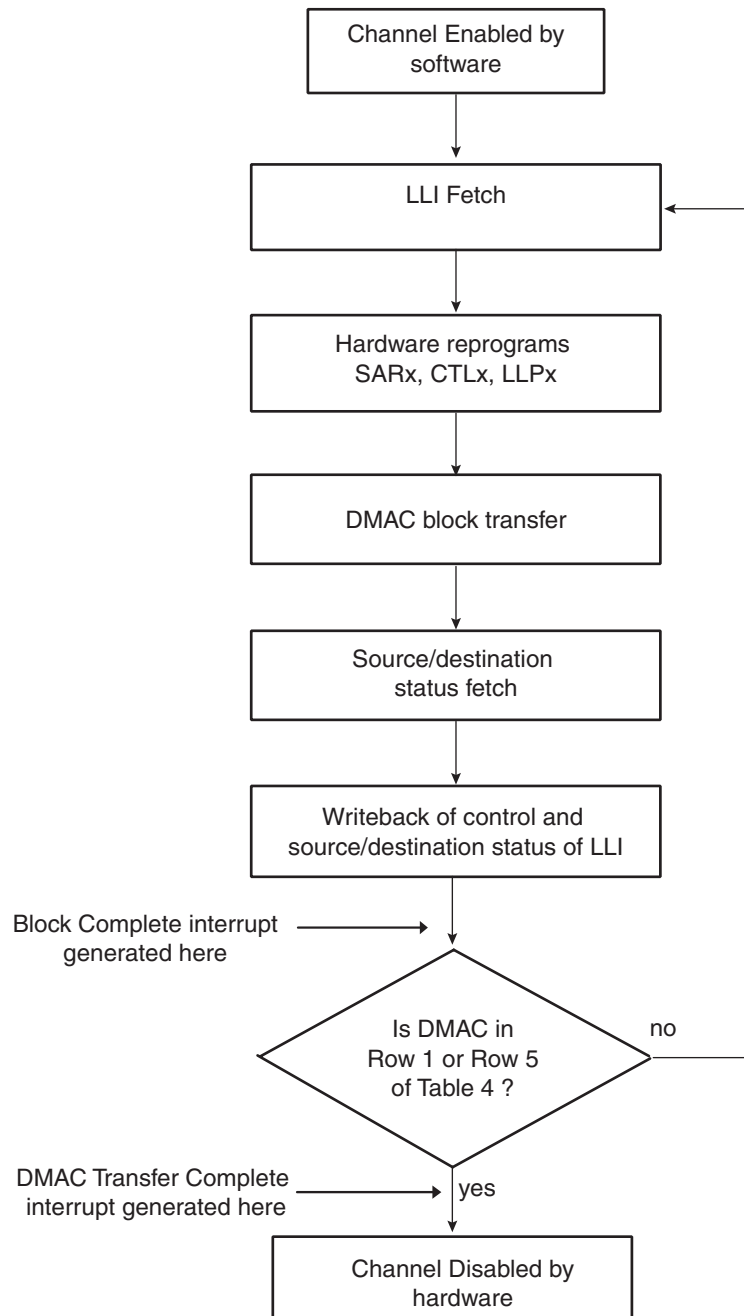 Channel Enabled by
software
LLI Fetch
Hardware reprograms
SARx, CTLx, LLPx
DMAC block transfer
Source/destination
status fetch
Writeback of control and
source/destination status of LLI
Block Complete interrupt
generated here
Is DMAC in
Row 1 or Row 5
of Table 4 ?
no
DMAC Transfer Complete
interrupt generated here
yes
Channel Disabled by
hardware